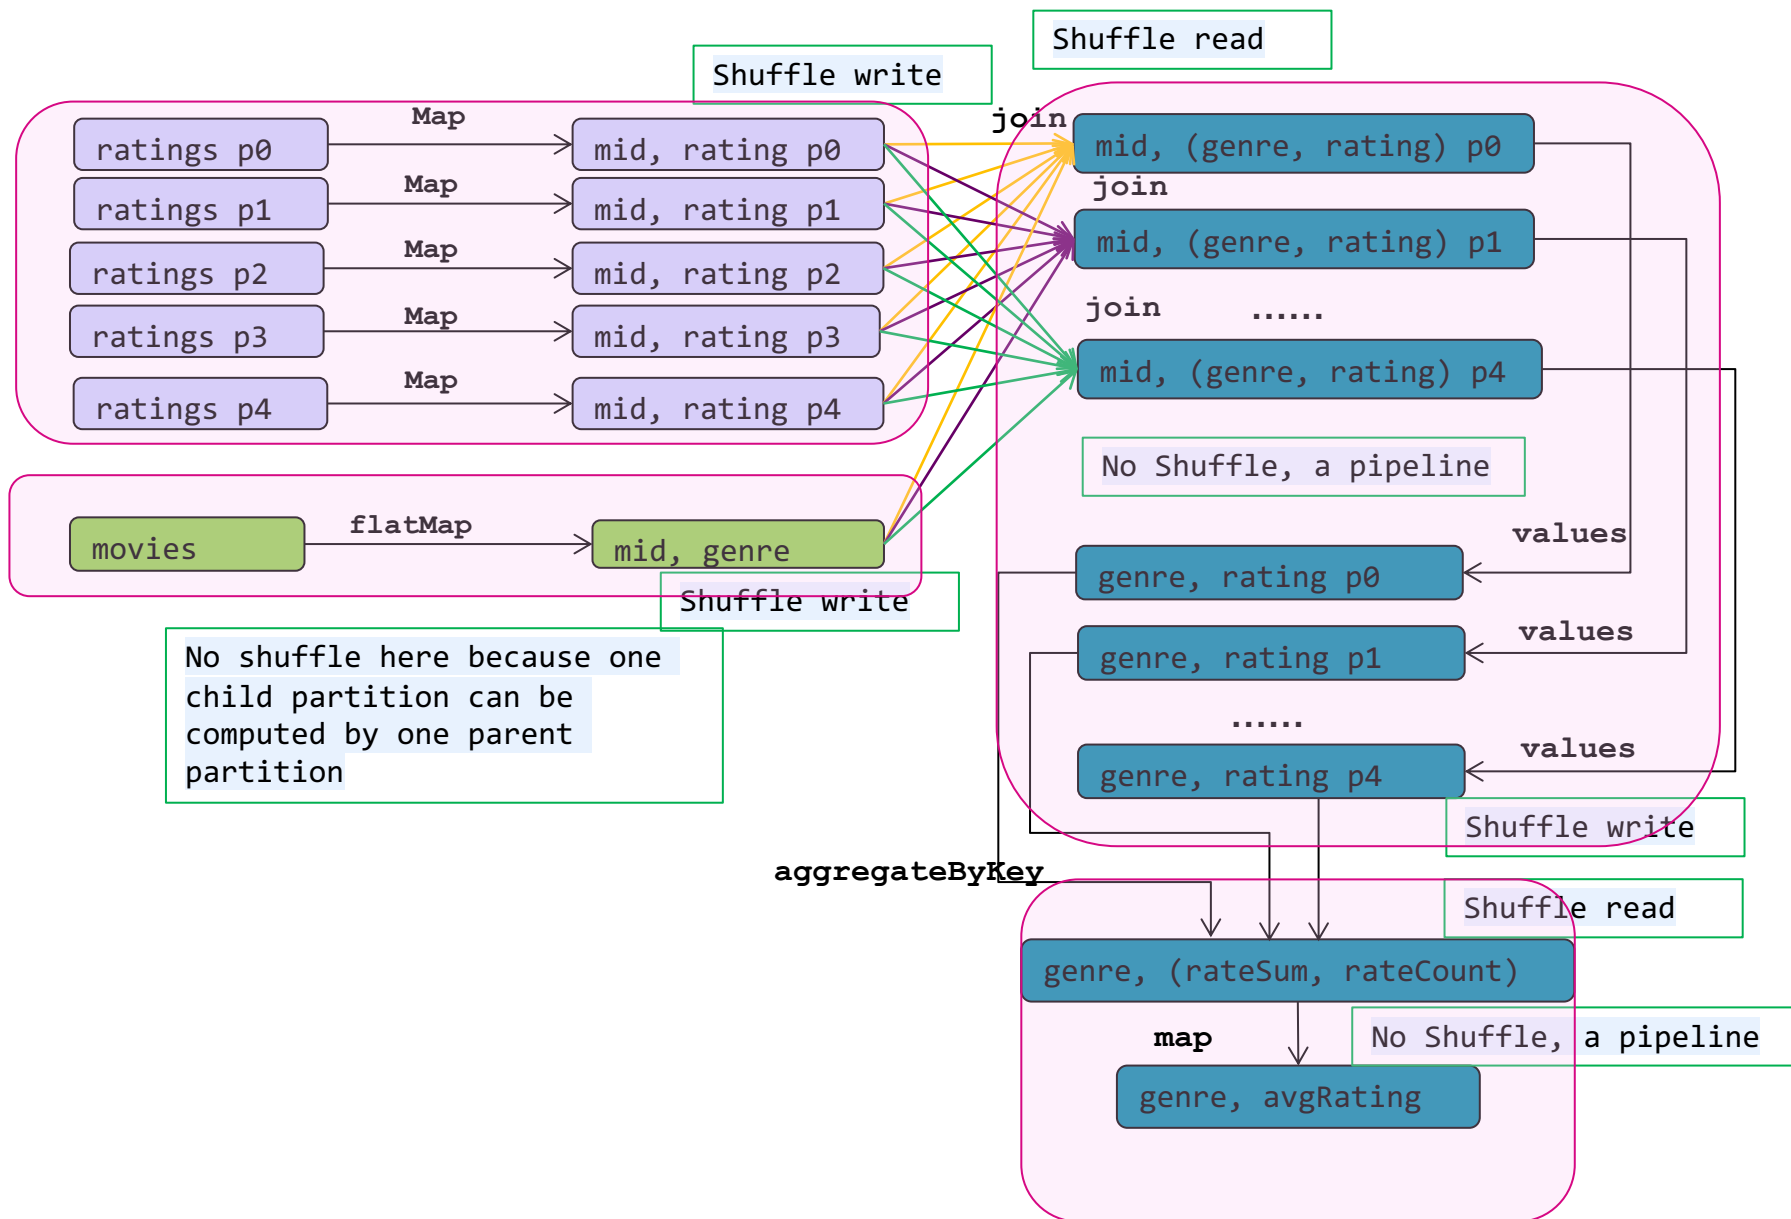 Shuffle read
Shuffle write
ratings p0
Map
mid, rating p0
join
mid, (genre, rating) p0
ratings p1
Map
mid, rating p1
join
mid, (genre, rating) p1
ratings p2
Map
mid, rating p2
join
......
ratings p3
Map
mid, rating p3
mid, (genre, rating) p4
ratings p4
Map
mid, rating p4
No Shuffle, a pipeline
movies
flatMap
mid, genre
Shuffle write
No shuffle here because one
child partition can be
computed by one parent
partition
values
genre, rating p0
values
genre, rating p1
......
values
genre, rating p4
Shuffle write
aggregateByKey
Shuffle read
genre, (rateSum, rateCount)
map
No Shuffle, a pipeline
genre, avgRating